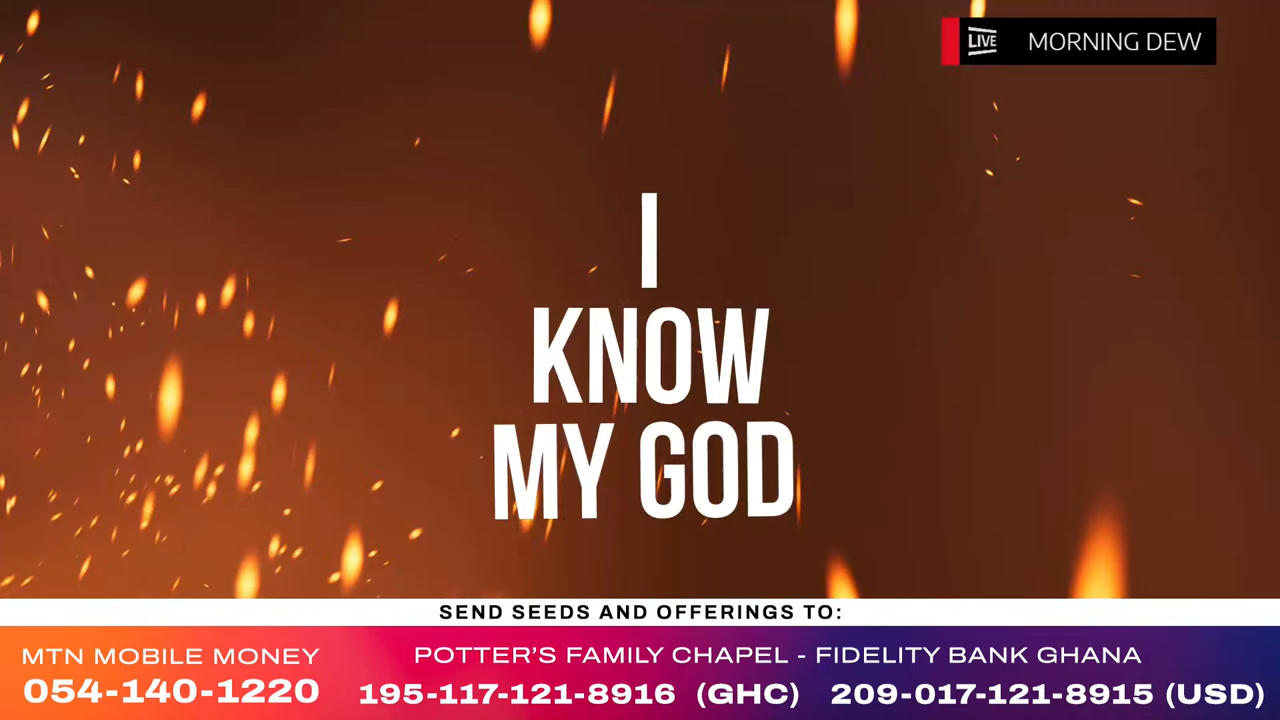 LIVE MORNING DEW
I
KNOW
MY GOD
SEND SEEDS AND OFFERINGS TO:
MTN MOBILE MONEY
054-140-1220
POTTER'S FAMILY CHAPEL - FIDELITY BANK GHANA
195-117-121-8916 (GHC) 209-017-121-8915 (USD)